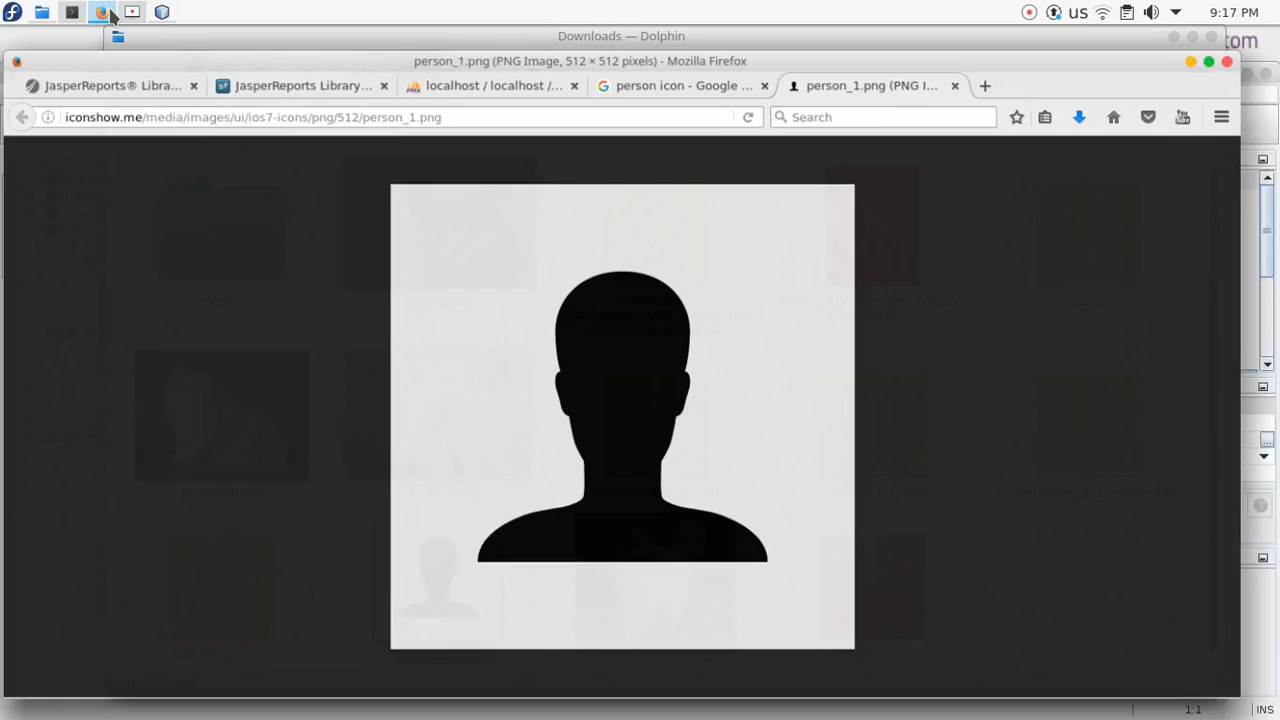 us
9:17 PM
Downloads — Dolphin
com
person_1.png (PNG Image, 512 × 512 pixels) - Mozilla Firefox
JasperReports® Libra...
JasperReports Library...
localhost / localhost /...
person icon - Google ...
person_1.png (PNG I...
iconshow.me/media/images/ui/ios7-icons/png/512/person_1.png
Search
You
1:1
INS